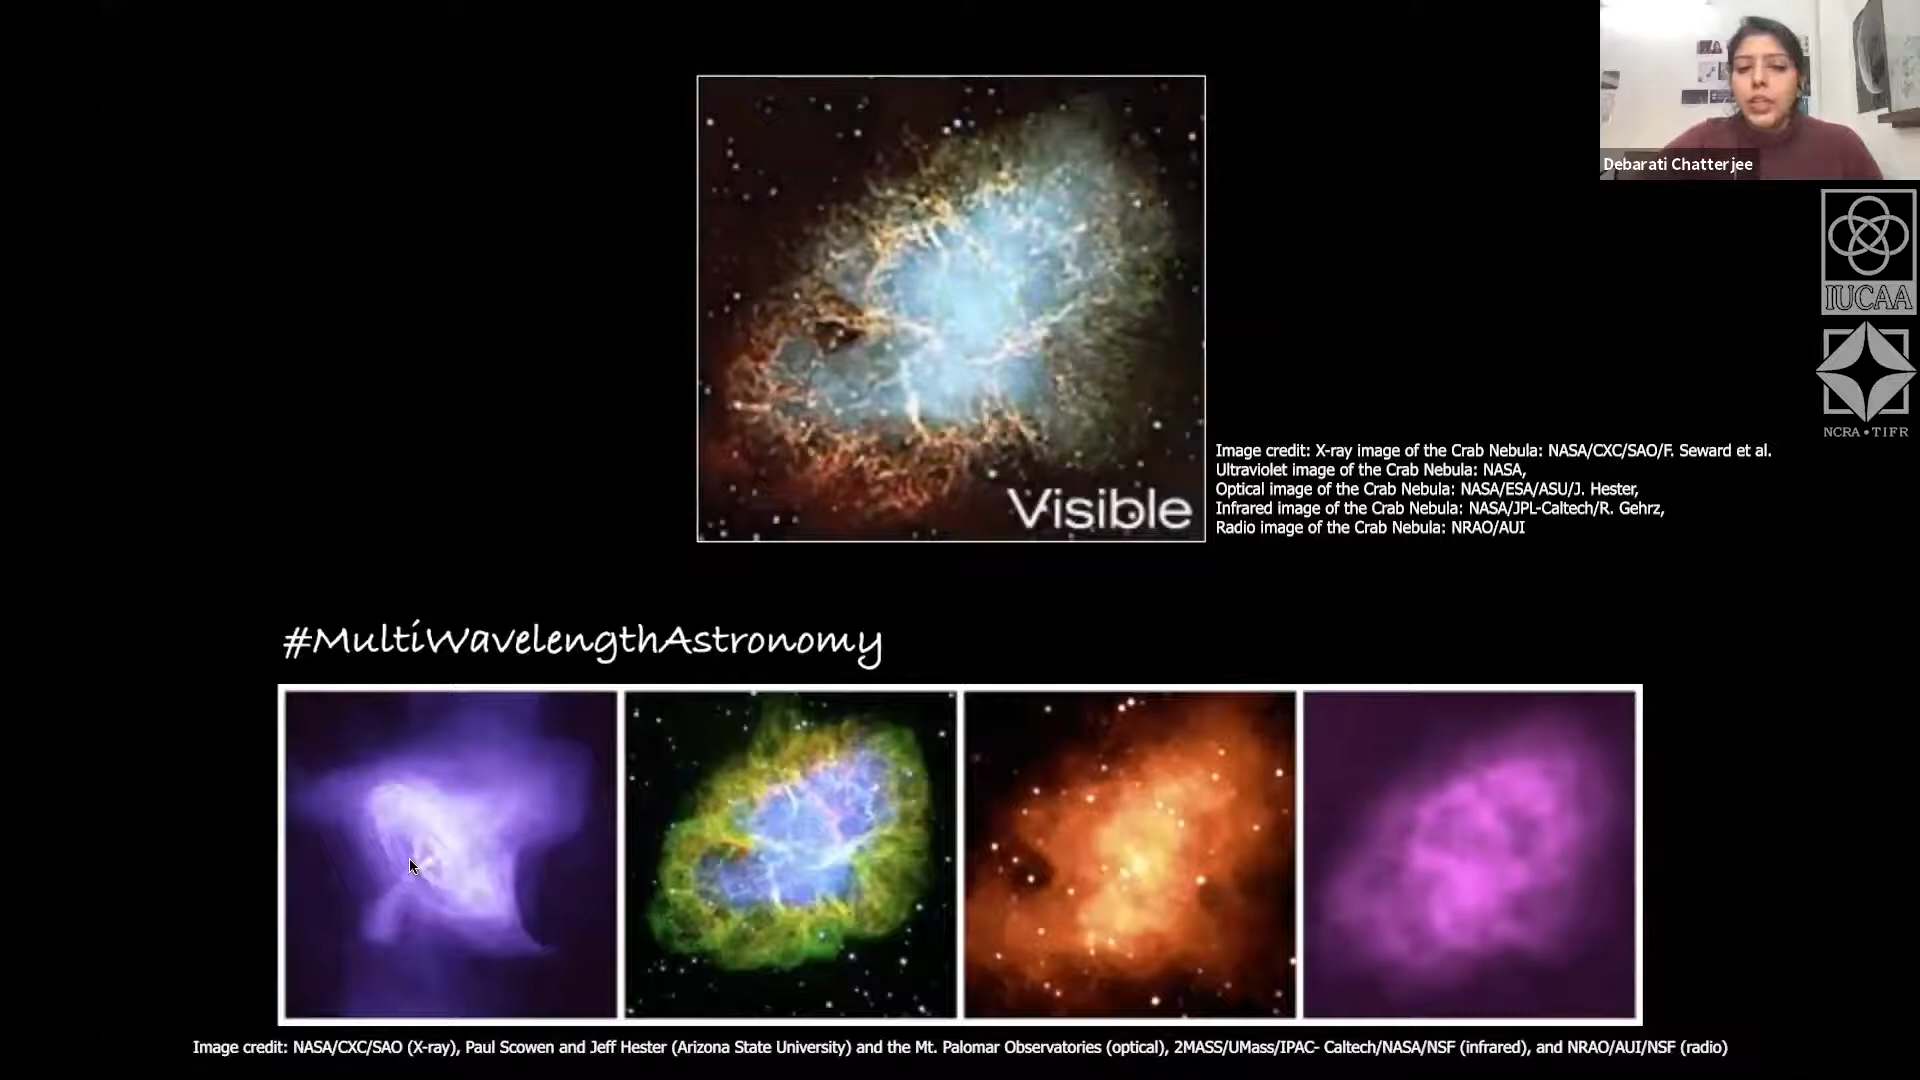 Debarati Chatterjee
IUCAA
NCRA • TIFR
Visible
Image credit: X-ray image of the Crab Nebula: NASA/CXC/SAO/F. Seward et al.
Ultraviolet image of the Crab Nebula: NASA,
Optical image of the Crab Nebula: NASA/ESA/ASU/J. Hester,
Infrared image of the Crab Nebula: NASA/JPL-Caltech/R. Gehrz,
Radio image of the Crab Nebula: NRAO/AUI
#MultiWavelengthAstronomy
Image credit: NASA/CXC/SAO (X-ray), Paul Scowen and Jeff Hester (Arizona State University) and the Mt. Palomar Observatories (optical), 2MASS/UMass/IPAC- Caltech/NASA/NSF (infrared), and NRAO/AUI/NSF (radio)